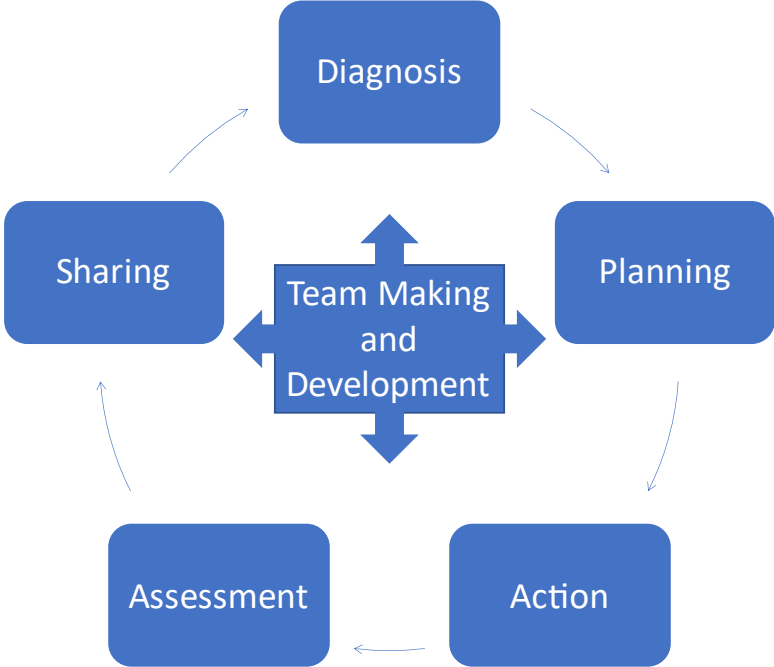 Diagnosis
Sharing
Planning
Team Making
and
Development
Assessment
Action